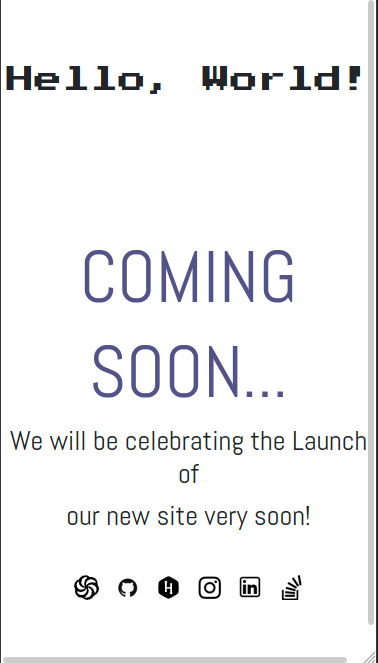 Hello, World!
COMING
SOON...
We will be celebrating the Launch
of
our new site very soon!